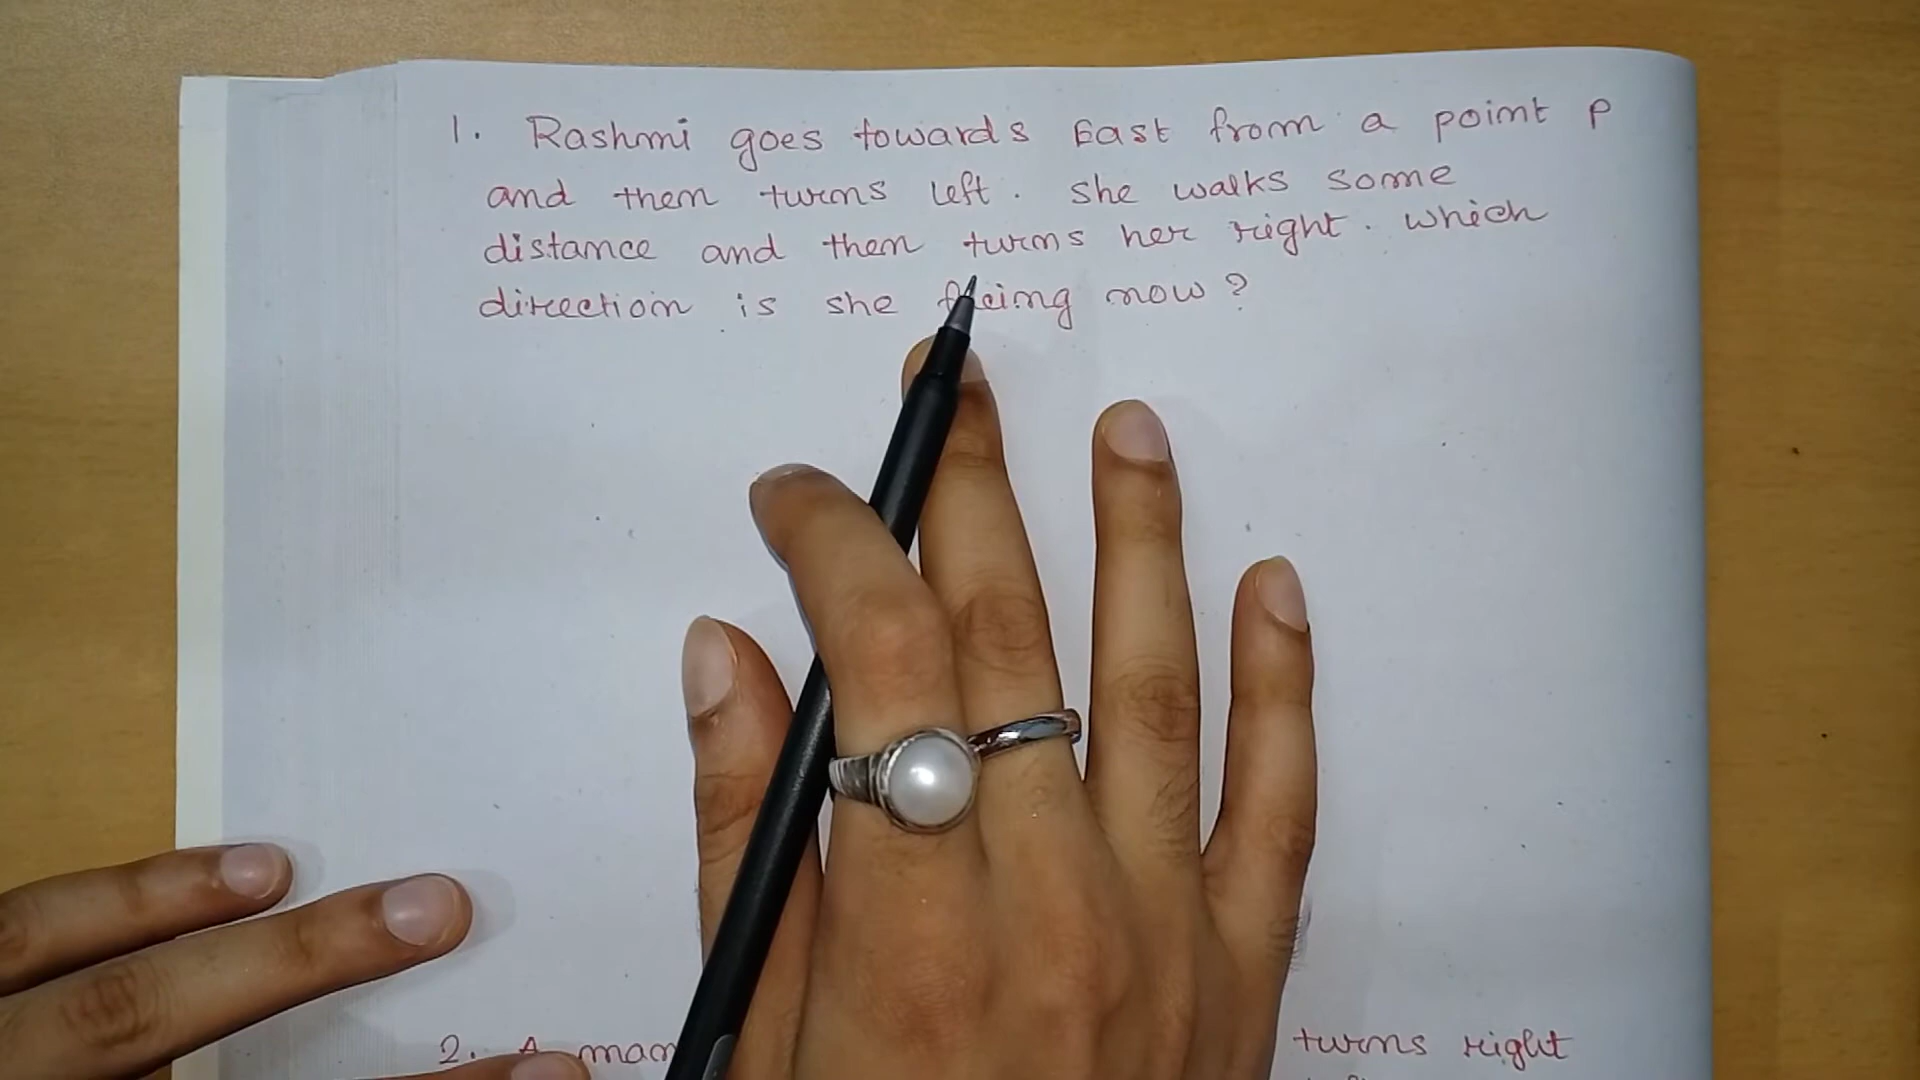 1. Rashmi goes towards East from a point P
and then turns left. She walks some
distance and then turns her right. which
direction is she facing now?
2. A man turns right